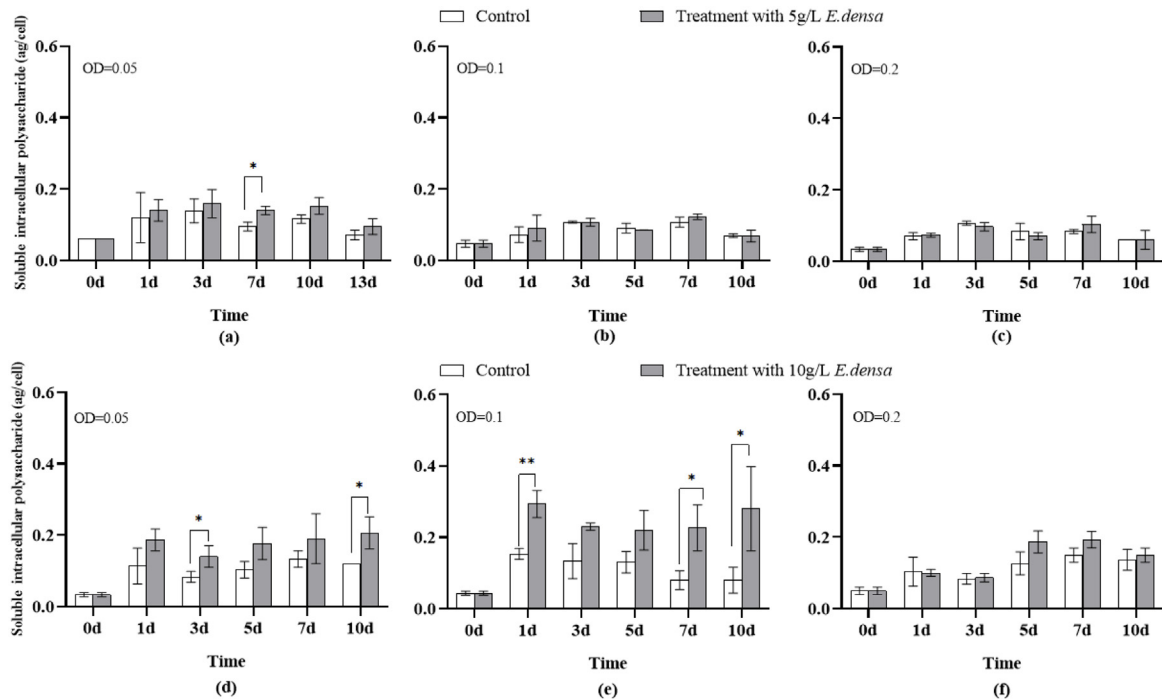 Control Treatment with 5g/L E.densa
Soluble intracellular polysaccharide (ag/cell)
0.6
0.4
0.2
0.0
OD=0.05
*
0d 1d 3d 7d 10d 13d
Time
(a)
0.6
0.4
0.2
0.0
OD=0.1
0d 1d 3d 5d 7d 10d
Time
(b)
0.6
0.4
0.2
0.0
OD=0.2
0d 1d 3d 5d 7d 10d
Time
(c)
Control Treatment with 10g/L E.densa
Soluble intracellular polysaccharide (ag/cell)
0.6
0.4
0.2
0.0
OD=0.05
* *
0d 1d 3d 5d 7d 10d
Time
(d)
0.6
0.4
0.2
0.0
OD=0.1
** * *
0d 1d 3d 5d 7d 10d
Time
(e)
0.6
0.4
0.2
0.0
OD=0.2
0d 1d 3d 5d 7d 10d
Time
(f)